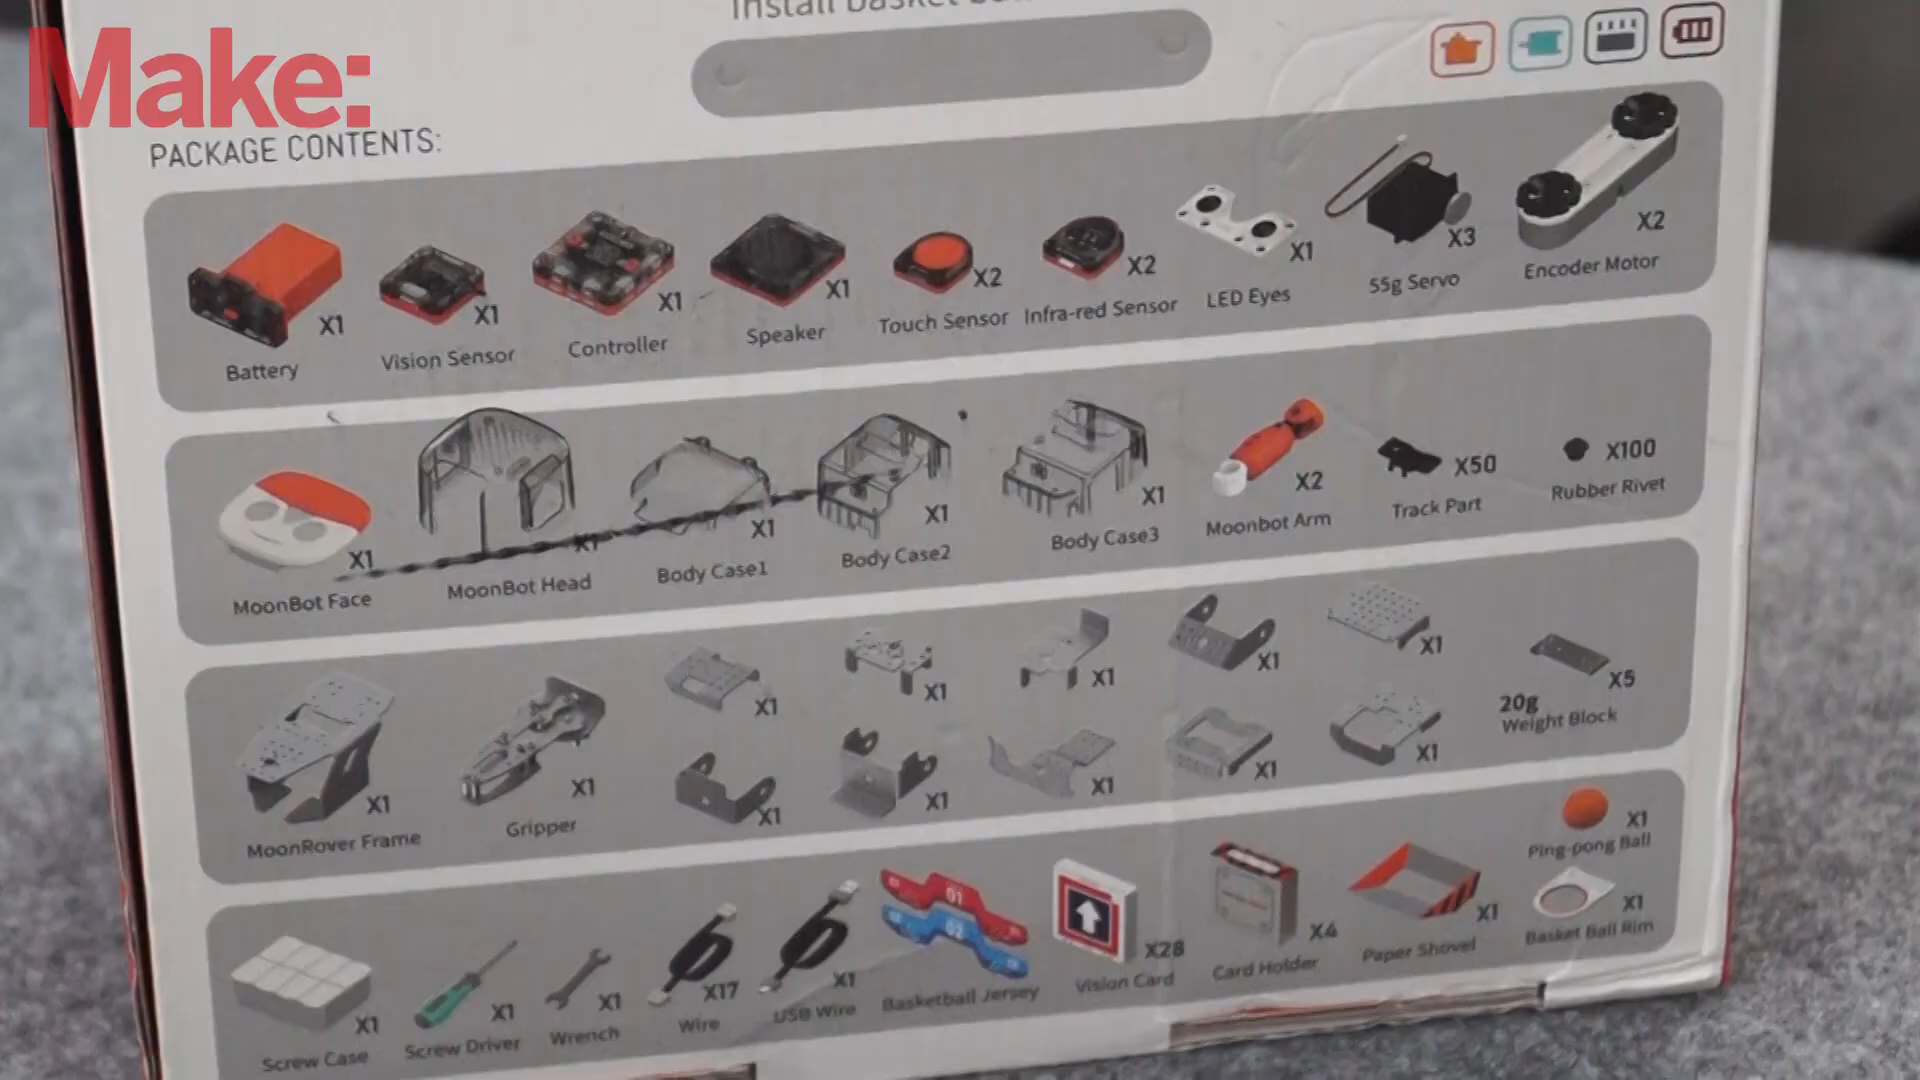 Make:
Install Basket
PACKAGE CONTENTS:
X1 X1 X1 X1 X2 X2 X1 X3 X2
Battery Vision Sensor Controller Speaker Touch Sensor Infra-red Sensor LED Eyes 55g Servo Encoder Motor
X1 X1 X1 X1 X1 X2 X50 X100
MoonBot Face MoonBot Head Body Case1 Body Case2 Body Case3 Moonbot Arm Track Part Rubber Rivet
X1 X1 X1 X1 X1 X5
20g
Weight Block
X1 X1 X1 X1 X1 X1 X1
MoonRover Frame Gripper
X1
Ping-pong Ball
01
02
X1 X1 X1 X17 X1 X28 X4 X1 X1
Screw Case Screw Driver Wrench Wire USB Wire Basketball Jersey Vision Card Card Holder Paper Shovel Basket Ball Rim